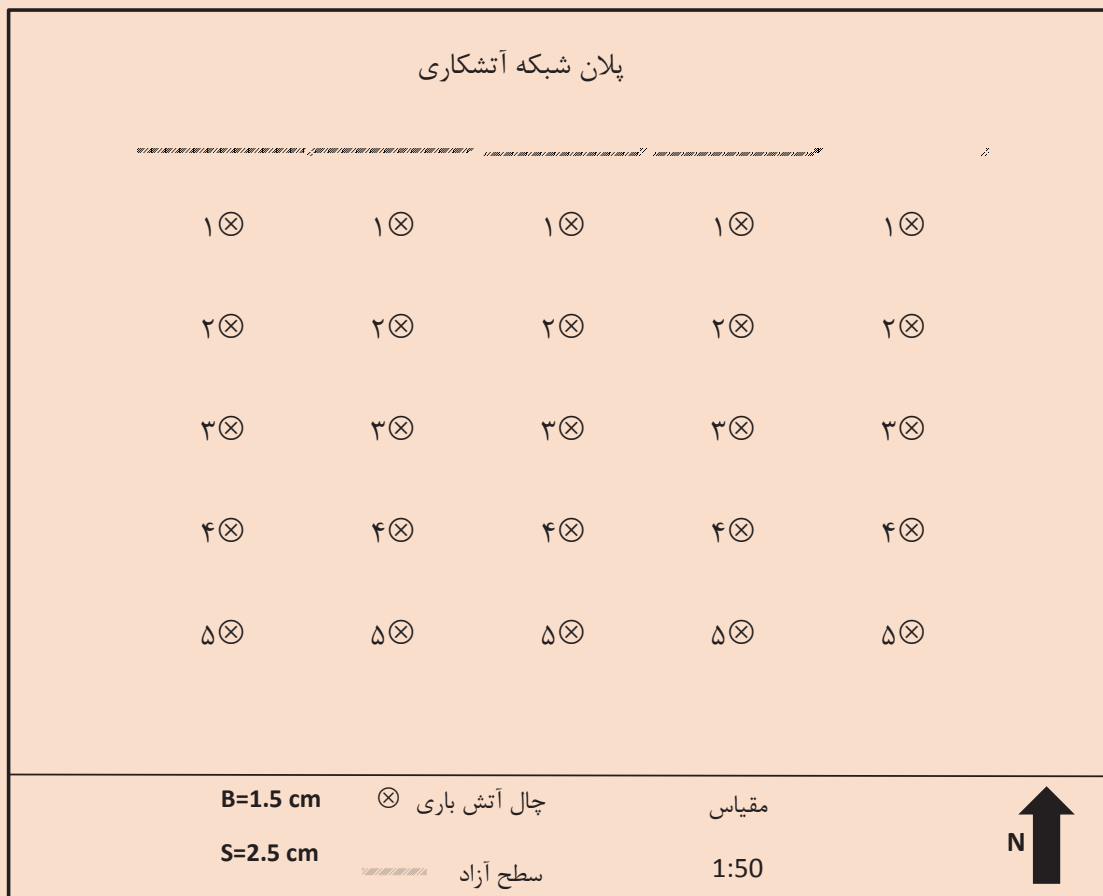 پلان شبکه آتشکاری
۱ ۱ ۱ ۱ ۱
۲ ۲ ۲ ۲ ۲
۳ ۳ ۳ ۳ ۳
۴ ۴ ۴ ۴ ۴
۵ ۵ ۵ ۵ ۵
B=1.5 cm
S=2.5 cm
چال آتش باری
سطح آزاد
مقیاس
1:50
N